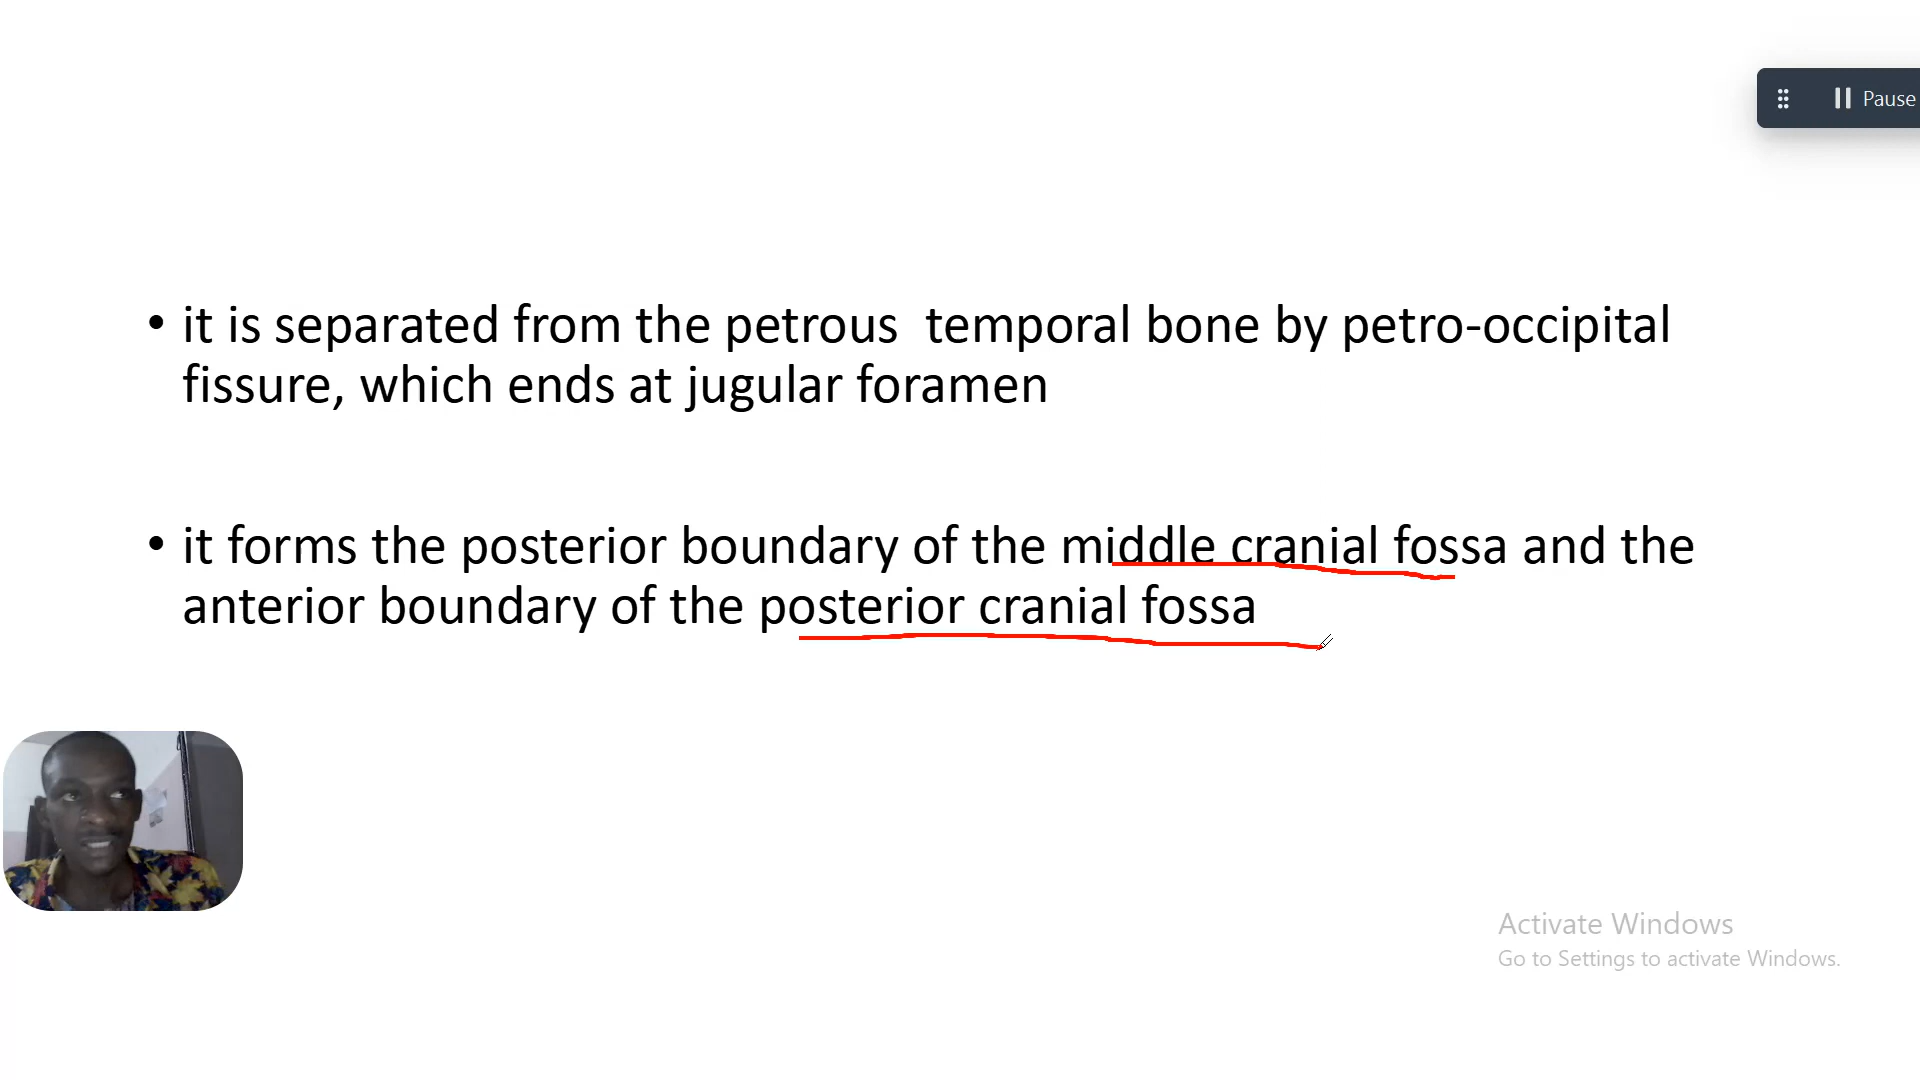 Pause
• it is separated from the petrous  temporal bone by petro-occipital
fissure, which ends at jugular foramen
• it forms the posterior boundary of the middle cranial fossa and the
anterior boundary of the posterior cranial fossa
Activate Windows
Go to Settings to activate Windows.